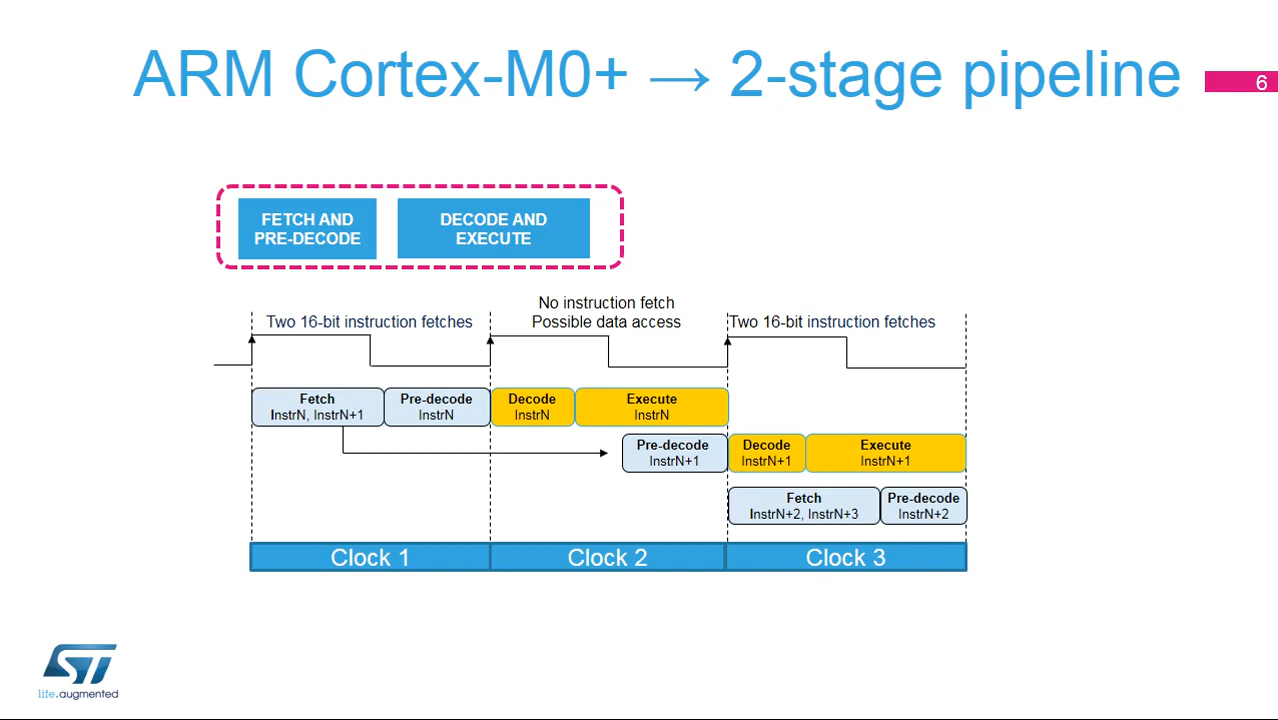 ARM Cortex-M0+ → 2-stage pipeline
6
FETCH AND
PRE-DECODE
DECODE AND
EXECUTE
Two 16-bit instruction fetches
No instruction fetch
Possible data access
Two 16-bit instruction fetches
Fetch
InstrN, InstrN+1
Pre-decode
InstrN
Decode
InstrN
Execute
InstrN
Pre-decode
InstrN+1
Decode
InstrN+1
Execute
InstrN+1
Fetch
InstrN+2, InstrN+3
Pre-decode
InstrN+2
Clock 1
Clock 2
Clock 3
ST
life.augmented